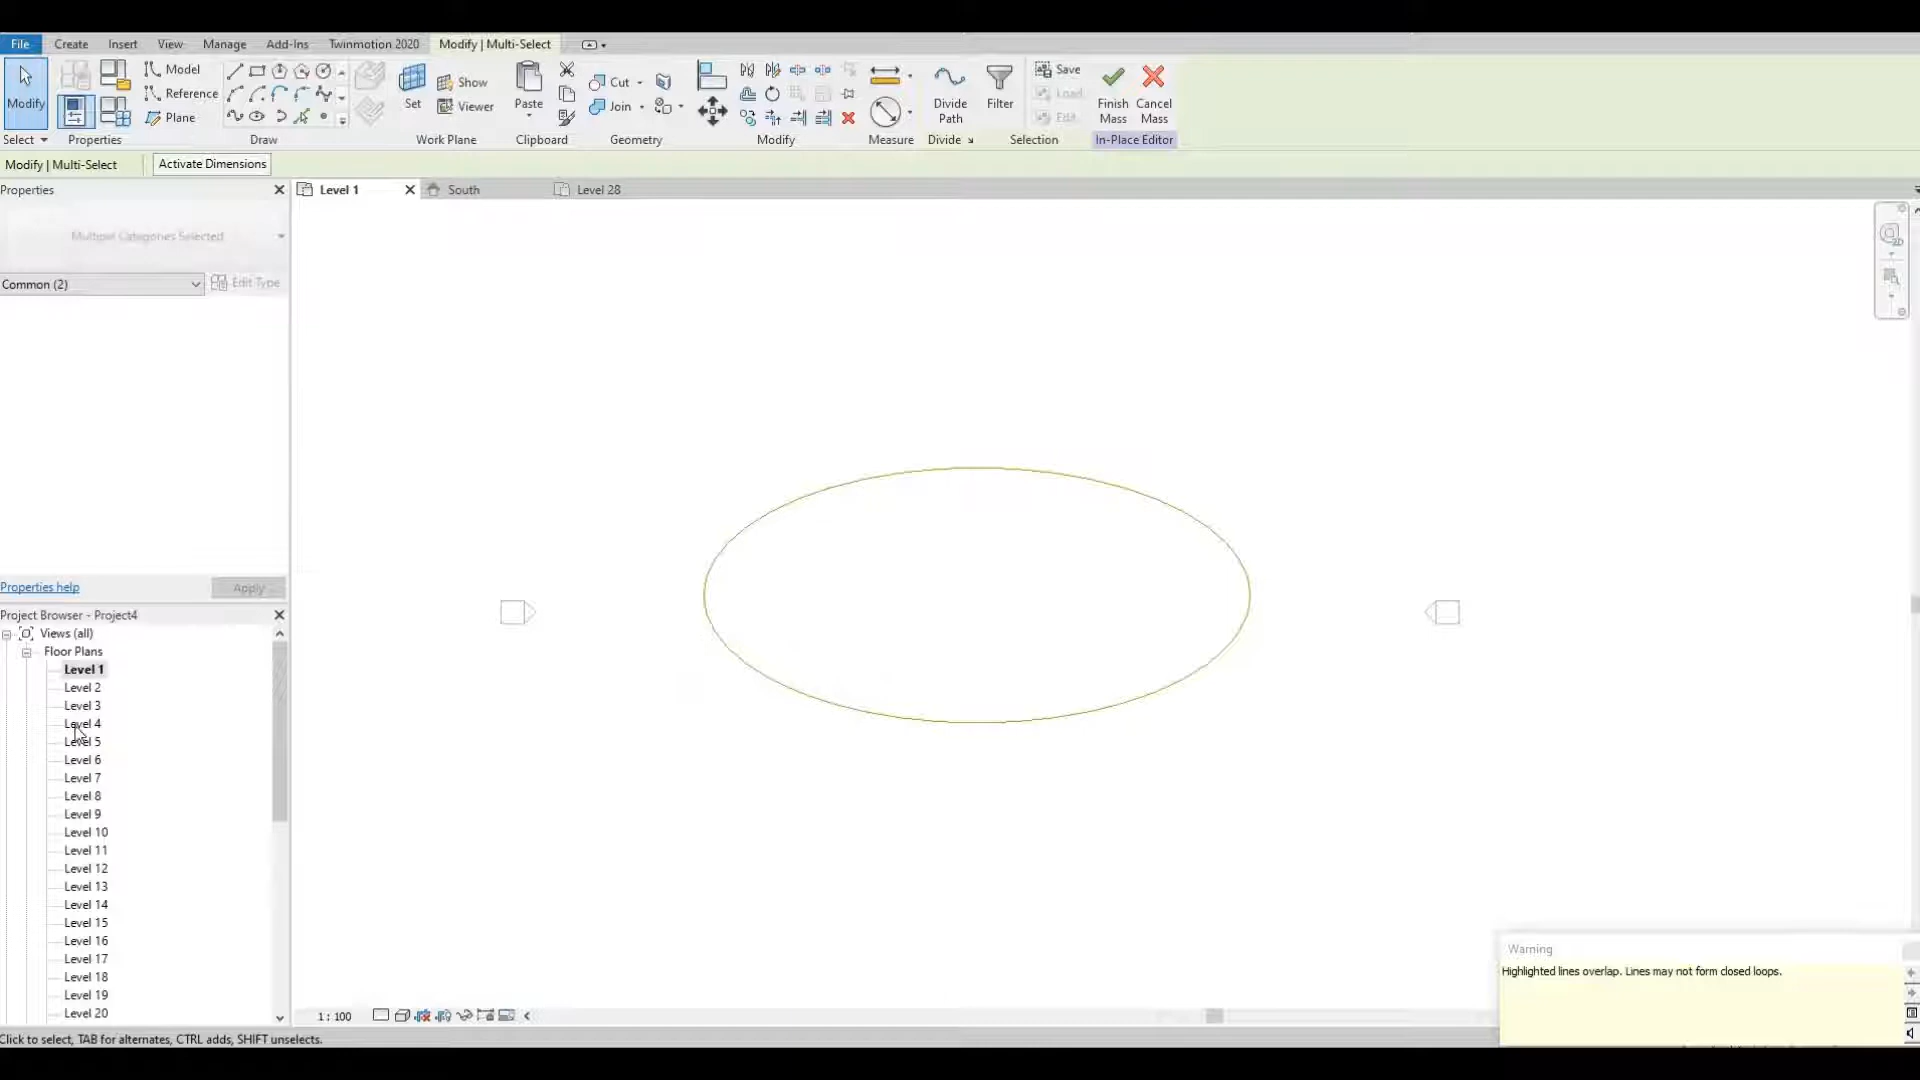 File Create Insert View Manage Add-Ins Twinmotion 2020 Modify | Multi-Select
Modify
Model
Reference
Plane
Set
Show
Viewer
Paste
Cut
Join
Divide
Path
Filter
Save
Load
Edit
Finish
Mass
Cancel
Mass
Select Properties Draw Work Plane Clipboard Geometry Modify Measure Divide Selection In-Place Editor
Modify | Multi-Select Activate Dimensions
Properties
Level 1 South Level 28
Multiple Categories Selected
Common (2) Edit Type
2D
Properties help Apply
Project Browser - Project4
Views (all)
Floor Plans
Level 1
Level 2
Level 3
Level 4
Level 5
Level 6
Level 7
Level 8
Level 9
Level 10
Level 11
Level 12
Level 13
Level 14
Level 15
Level 16
Level 17
Level 18
Level 19
Level 20
Warning
Highlighted lines overlap. Lines may not form closed loops.
1 : 100
Click to select, TAB for alternates, CTRL adds, SHIFT unselects.